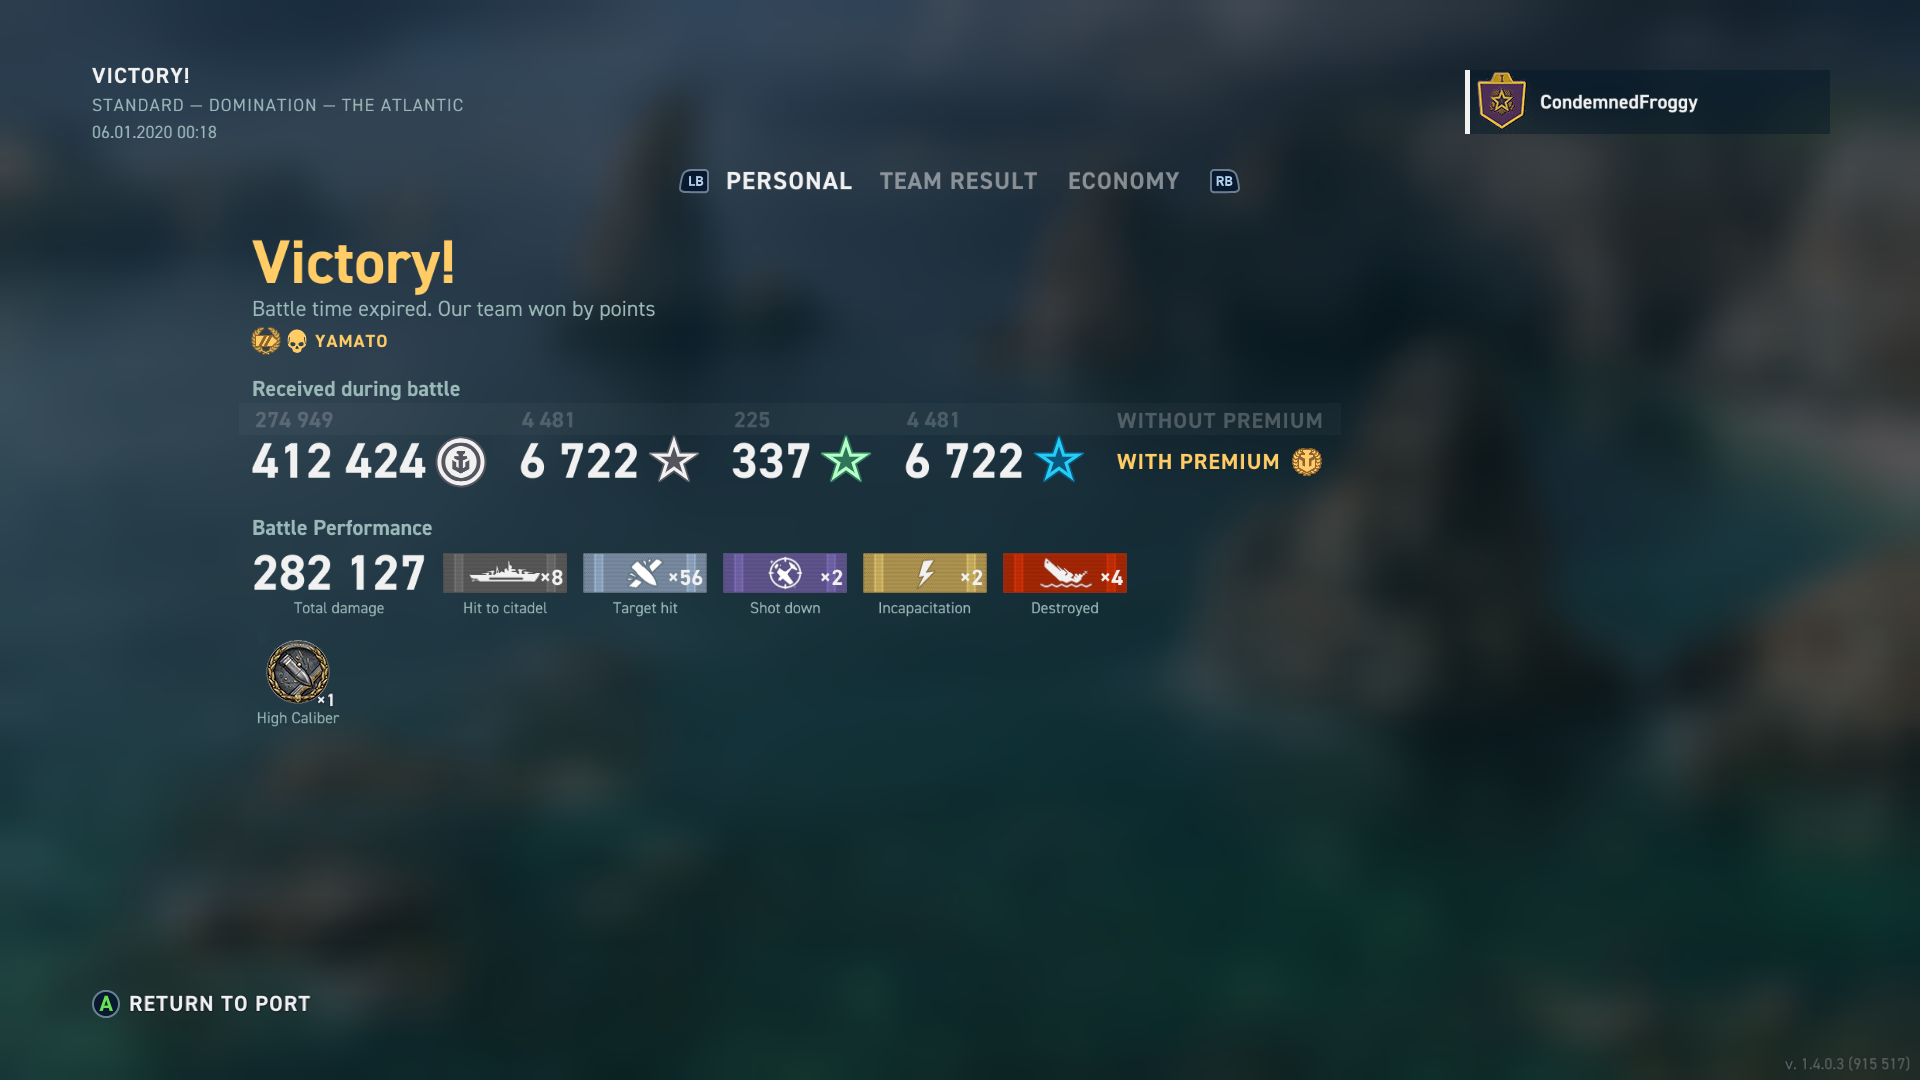 VICTORY!
STANDARD — DOMINATION — THE ATLANTIC
06.01.2020 00:18
I
CondemnedFroggy
LB PERSONAL TEAM RESULT ECONOMY RB
Victory!
Battle time expired. Our team won by points
YAMATO
Received during battle
274 949 4 481 225 4 481 WITHOUT PREMIUM
412 424 6 722 337 6 722 WITH PREMIUM
Battle Performance
282 127 ×8 ×56 ×2 ×2 ×4
Total damage Hit to citadel Target hit Shot down Incapacitation Destroyed
×1
High Caliber
A RETURN TO PORT
v. 1.4.0.3 (915 517)